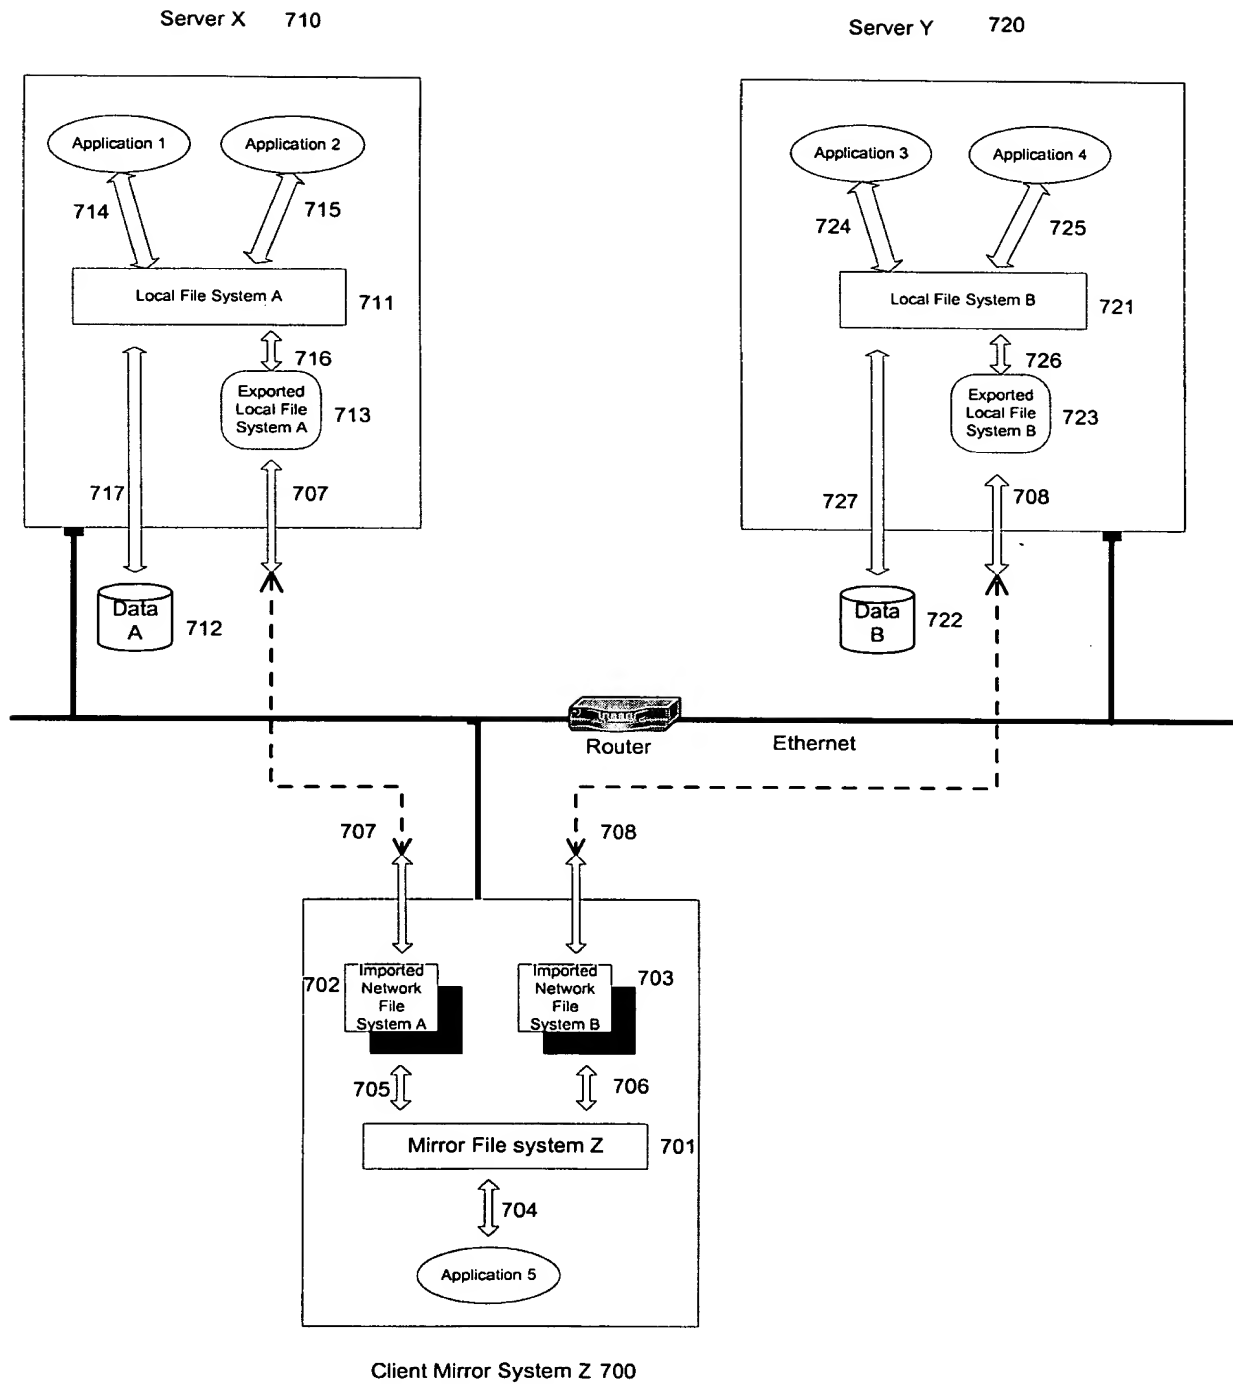 Server X 710
Server Y 720
Application 1
Application 2
714
715
Local File System A
711
716
Exported
Local File
System A
713
717
707
Data
A
712
Application 3
Application 4
724
725
Local File System B
721
726
Exported
Local File
System B
723
727
708
Data
B
722
Router
Ethernet
707
708
702
Imported
Network
File
System A
Imported
Network
File
System B
703
705
706
Mirror File system Z
701
704
Application 5
Client Mirror System Z 700